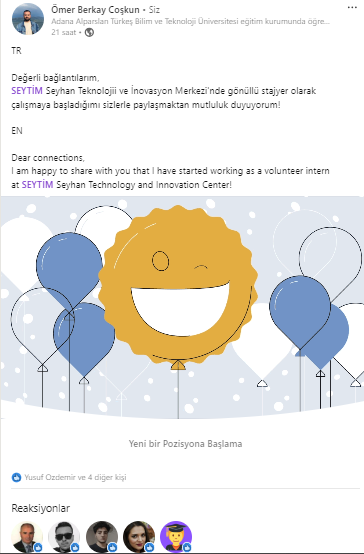 Ömer Berkay Coşkun • Siz
Adana Alparslan Türkeş Bilim ve Teknoloji Üniversitesi eğitim kurumunda öğre...
21 saat •
TR
Değerli bağlantılarım,
SEYTİM Seyhan Teknolojii ve İnovasyon Merkezi'nde gönüllü stajyer olarak
çalışmaya başladığımı sizlerle paylaşmaktan mutluluk duyuyorum!
EN
Dear connections,
I am happy to share with you that I have started working as a volunteer intern
at SEYTİM Seyhan Technology and Innovation Center!
Yeni bir Pozisyona Başlama
Yusuf Ozdemir ve 4 diğer kişi
Reaksiyonlar